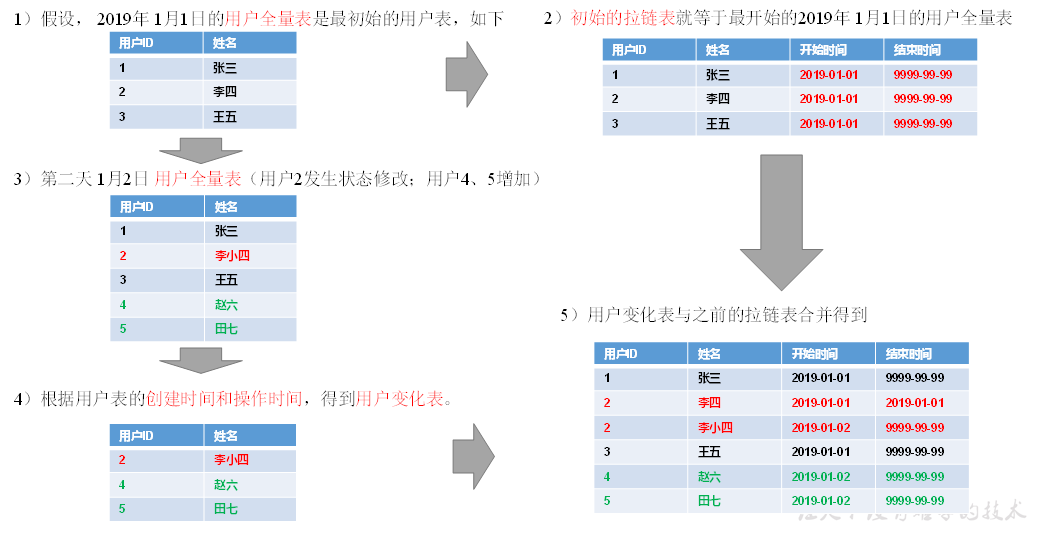 1）假设， 2019年 1月1日的用户全量表是最初始的用户表，如下
用户ID 姓名
1 张三
2 李四
3 王五
2）初始的拉链表就等于最开始的2019年 1月1日的用户全量表
用户ID 姓名 开始时间 结束时间
1 张三 2019-01-01 9999-99-99
2 李四 2019-01-01 9999-99-99
3 王五 2019-01-01 9999-99-99
3）第二天 1月2日 用户全量表（用户2发生状态修改；用户4、5增加）
用户ID 姓名
1 张三
2 李小四
3 王五
4 赵六
5 田七
4）根据用户表的创建时间和操作时间，得到用户变化表。
用户ID 姓名
2 李小四
4 赵六
5 田七
5）用户变化表与之前的拉链表合并得到
用户ID 姓名 开始时间 结束时间
1 张三 2019-01-01 9999-99-99
2 李四 2019-01-01 2019-01-01
2 李小四 2019-01-02 9999-99-99
3 王五 2019-01-01 9999-99-99
4 赵六 2019-01-02 9999-99-99
5 田七 2019-01-02 9999-99-99
的技术